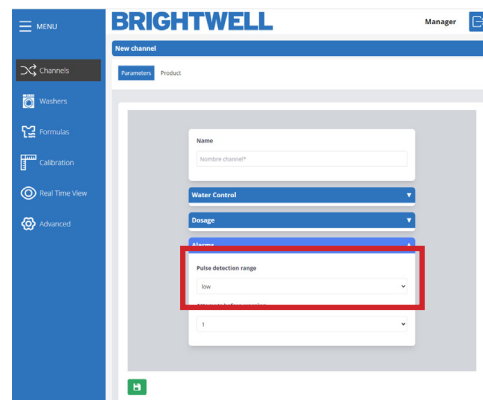 MENU
BRIGHTWELL
Manager
New channel
Channels
Parameters Product
Washers
Formulas
Name
Nombre channel*
Calibration
Real Time View
Water Control
Dosage
Advanced
Alarms
Pulse detection range
low
1